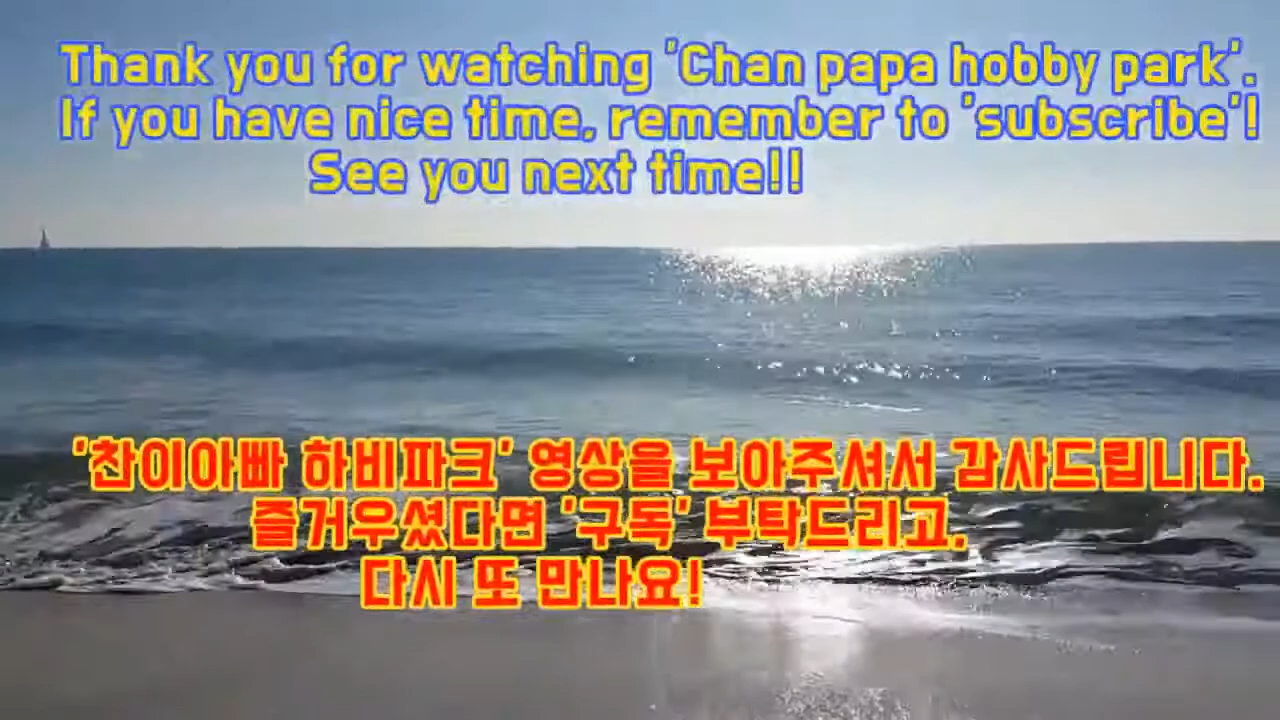 Thank you for watching 'Chan papa hobby park'.
If you have nice time, remember to 'subscribe'!
See you next time!!
'찬이아빠 하비파크' 영상을 보아주셔서 감사드립니다.
즐거우셨다면 '구독' 부탁드리고,
다시 또 만나요!